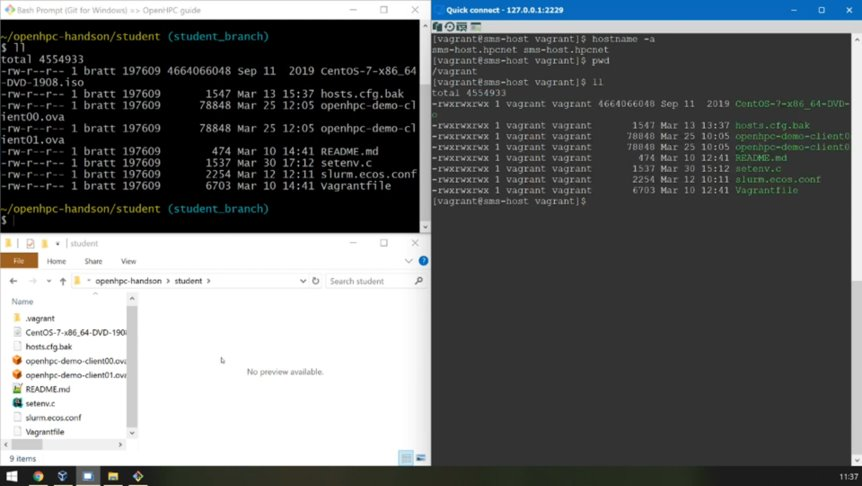 Bash Prompt (Git for Windows) => OpenHPC guide
~/openhpc-handson/student (student_branch)
$ ll
total 4554933
-rw-r--r-- 1 bratt 197609 4664066048 Sep 11  2019 CentOS-7-x86_64
-DVD-1908.iso
-rw-r--r-- 1 bratt 197609       1547 Mar 13 15:37 hosts.cfg.bak
-rw-r--r-- 1 bratt 197609      78848 Mar 25 12:05 openhpc-demo-cl
ient00.ova
-rw-r--r-- 1 bratt 197609      78848 Mar 25 12:05 openhpc-demo-cl
ient01.ova
-rw-r--r-- 1 bratt 197609        474 Mar 10 14:41 README.md
-rw-r--r-- 1 bratt 197609       1537 Mar 30 17:12 setenv.c
-rw-r--r-- 1 bratt 197609       2254 Mar 12 12:11 slurm.ecos.conf
-rw-r--r-- 1 bratt 197609       6703 Mar 10 14:41 Vagrantfile
~/openhpc-handson/student (student_branch)
$
student
File Home Share View
openhpc-handson > student >
Search student
Name
.vagrant
CentOS-7-x86_64-DVD-1908
hosts.cfg.bak
openhpc-demo-client00.ova
openhpc-demo-client01.ova
README.md
setenv.c
slurm.ecos.conf
Vagrantfile
No preview available.
9 items
Quick connect - 127.0.0.1:2229
[vagrant@sms-host vagrant]$ hostname -a
sms-host.hpcnet sms-host.hpcnet
[vagrant@sms-host vagrant]$ pwd
/vagrant
[vagrant@sms-host vagrant]$ ll
total 4554933
-rwxrwxrwx 1 vagrant vagrant 4664066048 Sep 11  2019 CentOS-7-x86_64-DVD-
o
-rwxrwxrwx 1 vagrant vagrant       1547 Mar 13 13:37 hosts.cfg.bak
-rwxrwxrwx 1 vagrant vagrant      78848 Mar 25 10:05 openhpc-demo-client0
-rwxrwxrwx 1 vagrant vagrant      78848 Mar 25 10:05 openhpc-demo-client0
-rwxrwxrwx 1 vagrant vagrant        474 Mar 10 12:41 README.md
-rwxrwxrwx 1 vagrant vagrant       1537 Mar 30 15:12 setenv.c
-rwxrwxrwx 1 vagrant vagrant       2254 Mar 12 10:11 slurm.ecos.conf
-rwxrwxrwx 1 vagrant vagrant       6703 Mar 10 12:41 Vagrantfile
[vagrant@sms-host vagrant]$
11:37